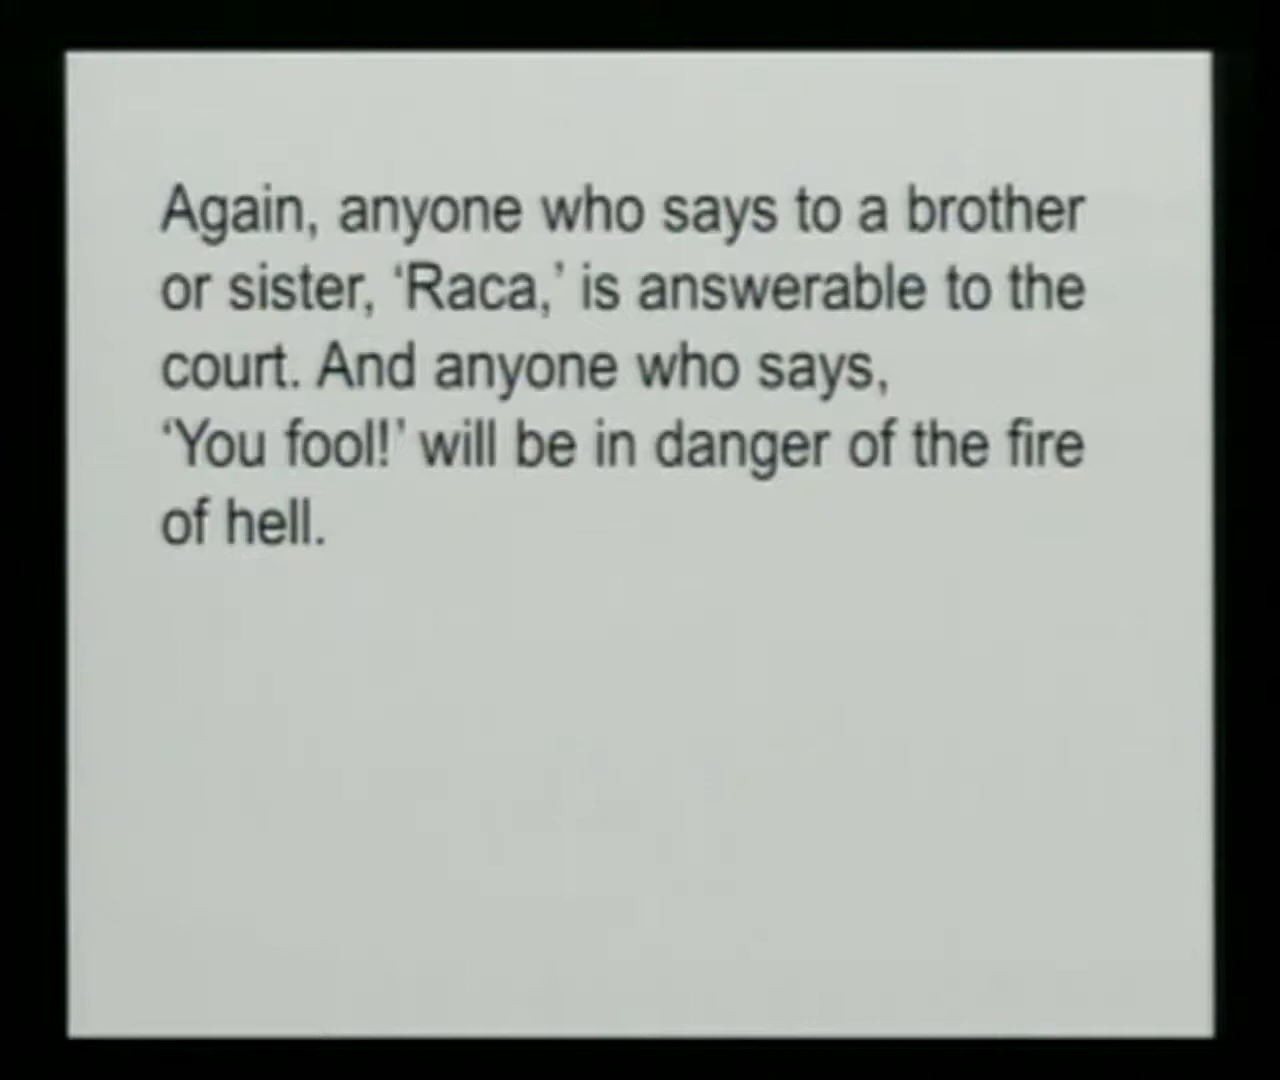 Again, anyone who says to a brother
or sister, ‘Raca,’ is answerable to the
court. And anyone who says,
‘You fool!’ will be in danger of the fire
of hell.